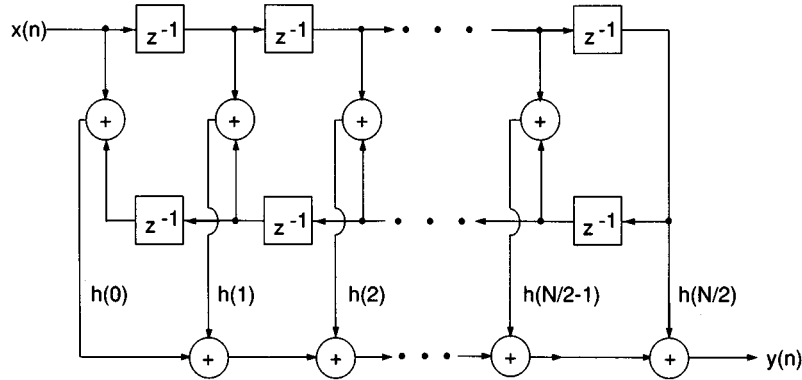 x(n)
z⁻¹ z⁻¹ z⁻¹
+ + + +
z⁻¹ z⁻¹ z⁻¹
h(0) h(1) h(2) h(N/2-1) h(N/2)
+ + + +
y(n)